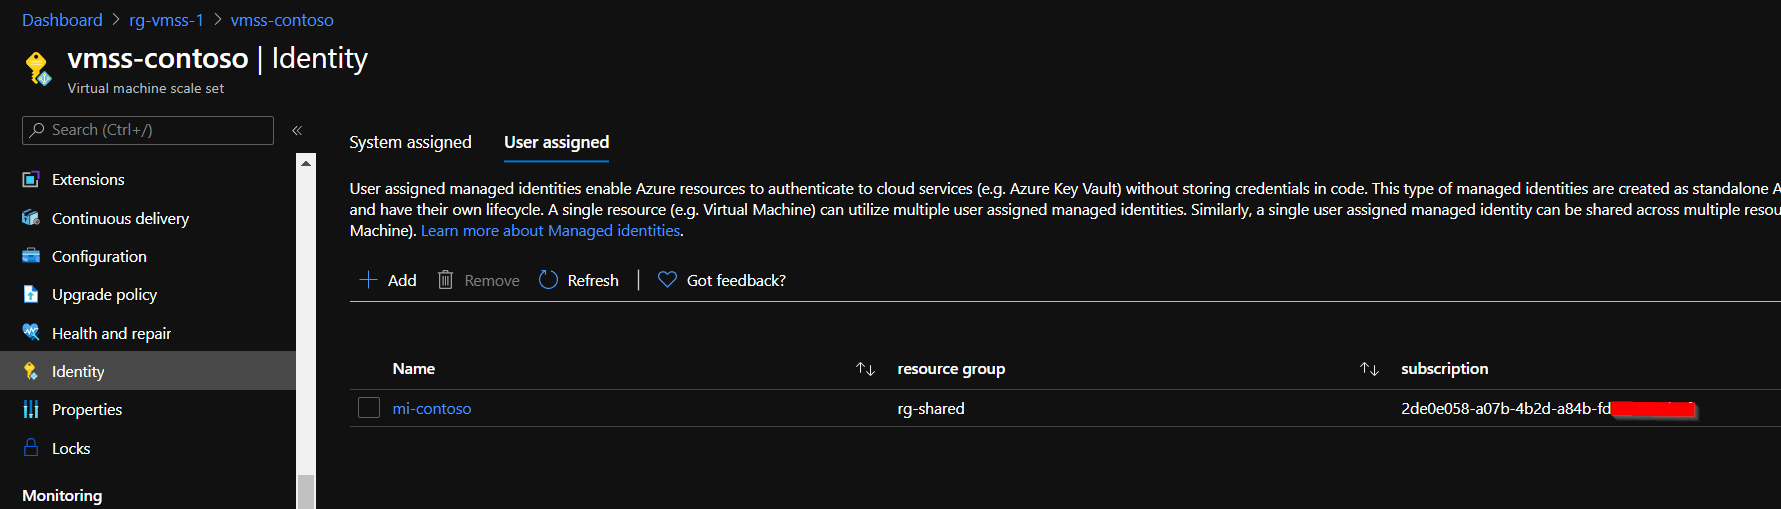 Dashboard > rg-vmss-1 > vmss-contoso
vmss-contoso | Identity
Virtual machine scale set
Search (Ctrl+/)
«
Extensions
Continuous delivery
Configuration
Upgrade policy
Health and repair
Identity
Properties
Locks
Monitoring
System assigned
User assigned
User assigned managed identities enable Azure resources to authenticate to cloud services (e.g. Azure Key Vault) without storing credentials in code. This type of managed identities are created as standalone A
and have their own lifecycle. A single resource (e.g. Virtual Machine) can utilize multiple user assigned managed identities. Similarly, a single user assigned managed identity can be shared across multiple resou
Machine). Learn more about Managed identities.
Add
Remove
Refresh
Got feedback?
Name
resource group
subscription
mi-contoso
rg-shared
2de0e058-a07b-4b2d-a84b-fd